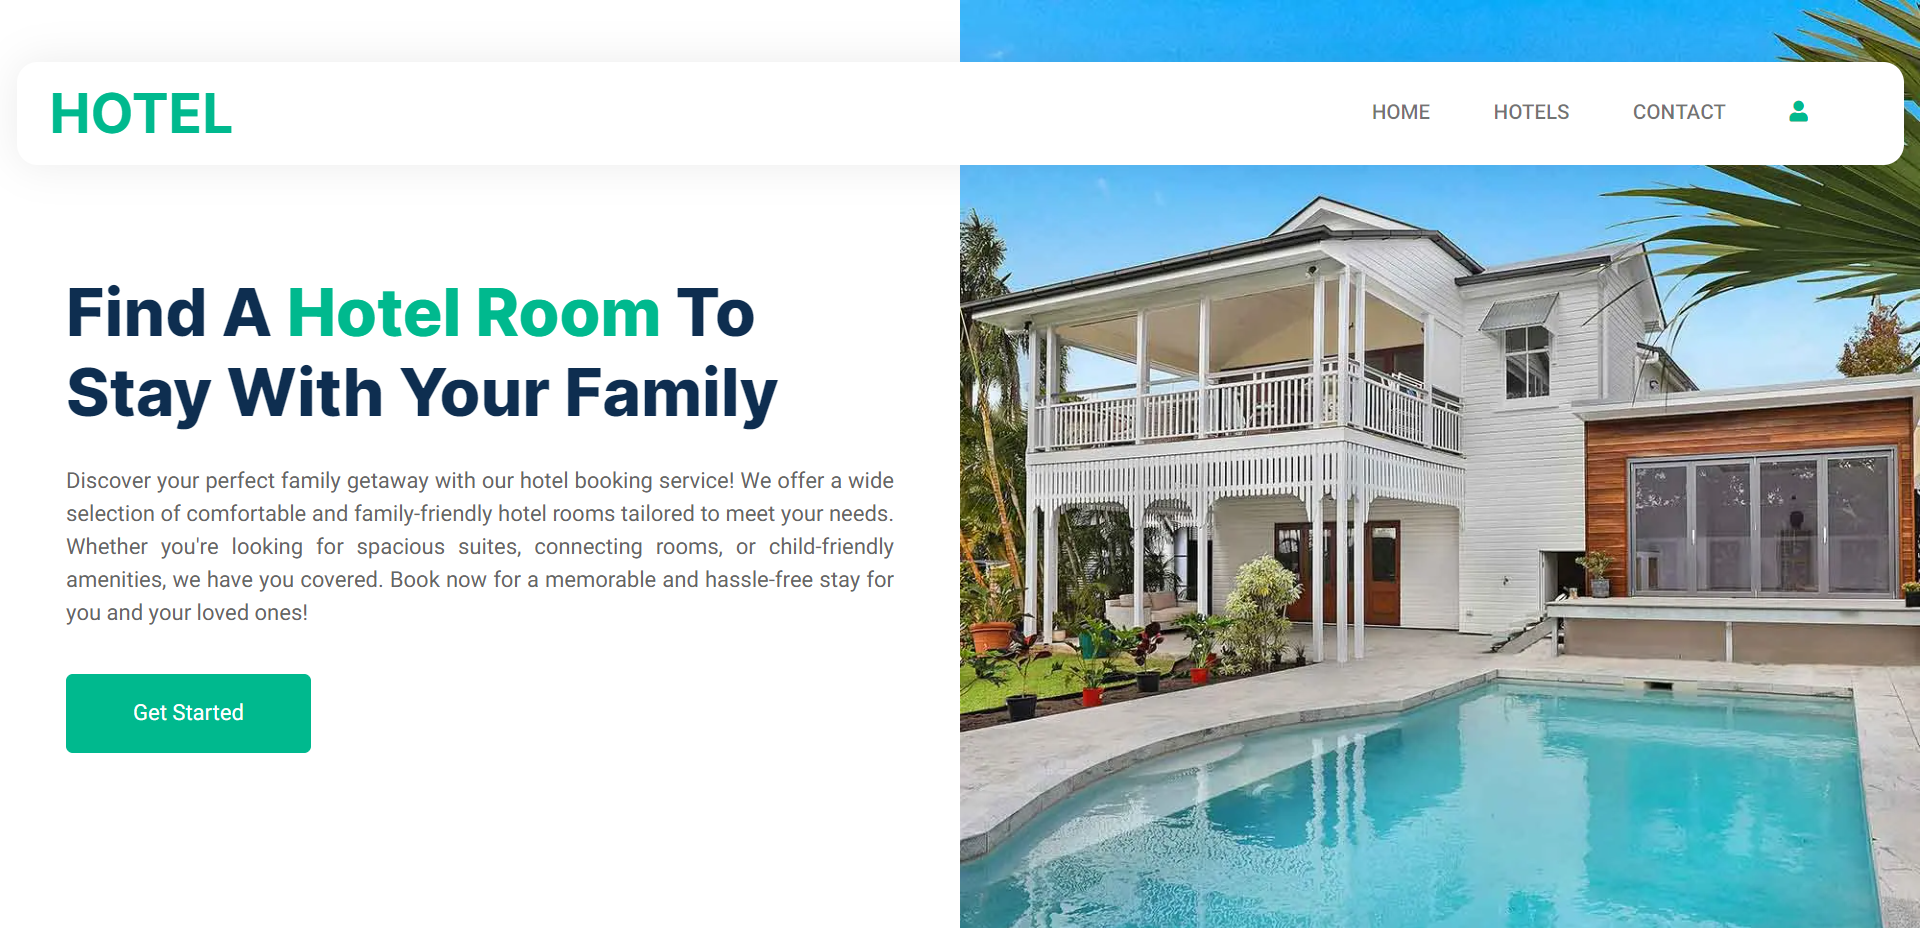 HOTEL
HOME
HOTELS
CONTACT
Find A Hotel Room To
Stay With Your Family
Discover your perfect family getaway with our hotel booking service! We offer a wide
selection of comfortable and family-friendly hotel rooms tailored to meet your needs.
Whether you're looking for spacious suites, connecting rooms, or child-friendly
amenities, we have you covered. Book now for a memorable and hassle-free stay for
you and your loved ones!
Get Started